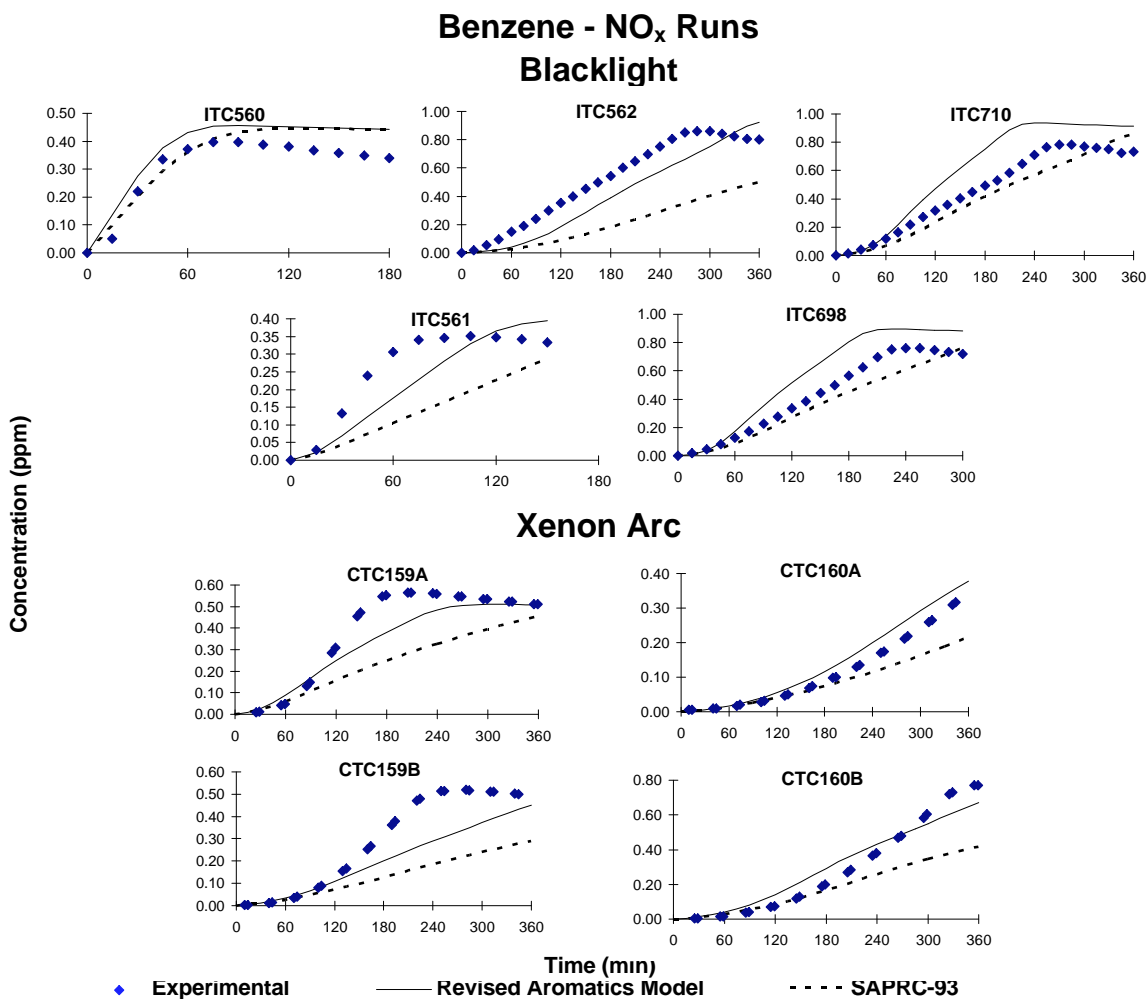 Benzene - NOx Runs
Blacklight
ITC560
0.50
0.40
0.30
0.20
0.10
0.00
0 60 120 180
ITC562
1.00
0.80
0.60
0.40
0.20
0.00
0 60 120 180 240 300 360
ITC710
1.00
0.80
0.60
0.40
0.20
0.00
0 60 120 180 240 300 360
ITC561
0.40
0.35
0.30
0.25
0.20
0.15
0.10
0.05
0.00
0 60 120 180
ITC698
1.00
0.80
0.60
0.40
0.20
0.00
0 60 120 180 240 300
Concentration (ppm)
Xenon Arc
CTC159A
0.60
0.50
0.40
0.30
0.20
0.10
0.00
0 60 120 180 240 300 360
CTC160A
0.40
0.30
0.20
0.10
0.00
0 60 120 180 240 300 360
CTC159B
0.60
0.50
0.40
0.30
0.20
0.10
0.00
0 60 120 180 240 300 360
CTC160B
0.80
0.60
0.40
0.20
0.00
0 60 120 180 240 300 360
Time (min)
Experimental Revised Aromatics Model SAPRC-93